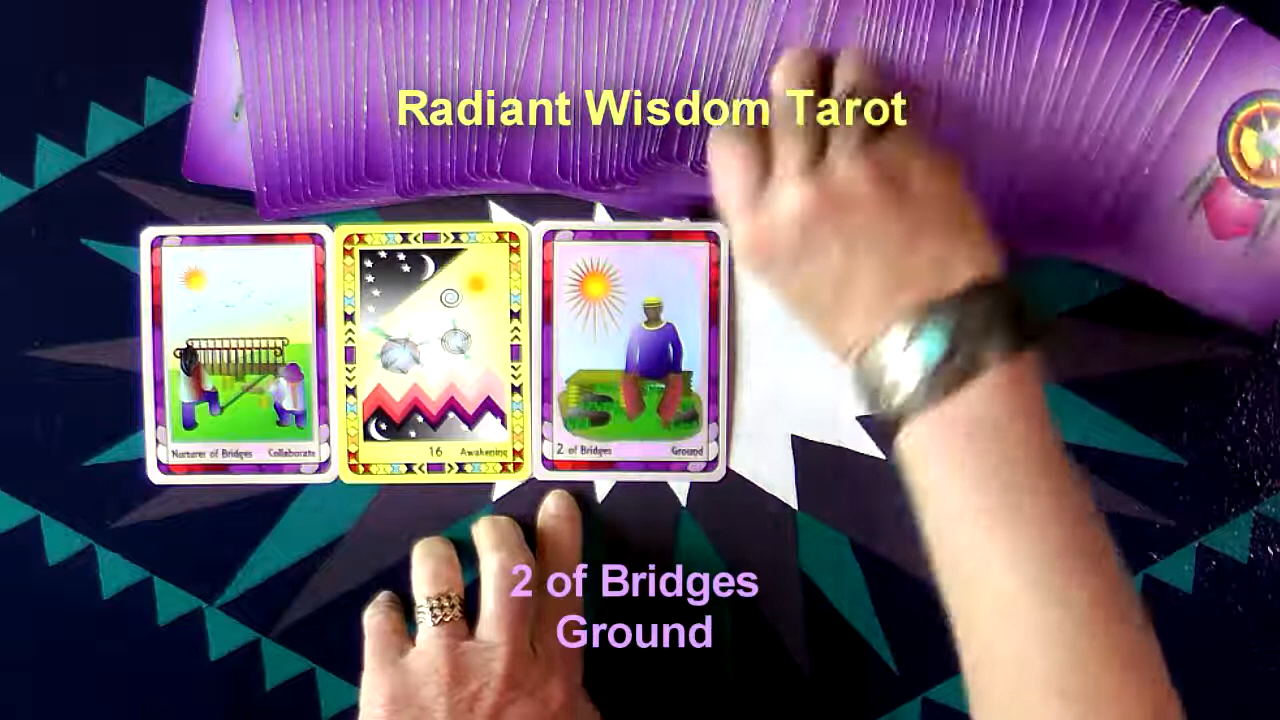 Radiant Wisdom Tarot
Nurturer of Bridges Collaborate
16 Awakening
2 of Bridges Ground
2 of Bridges
Ground